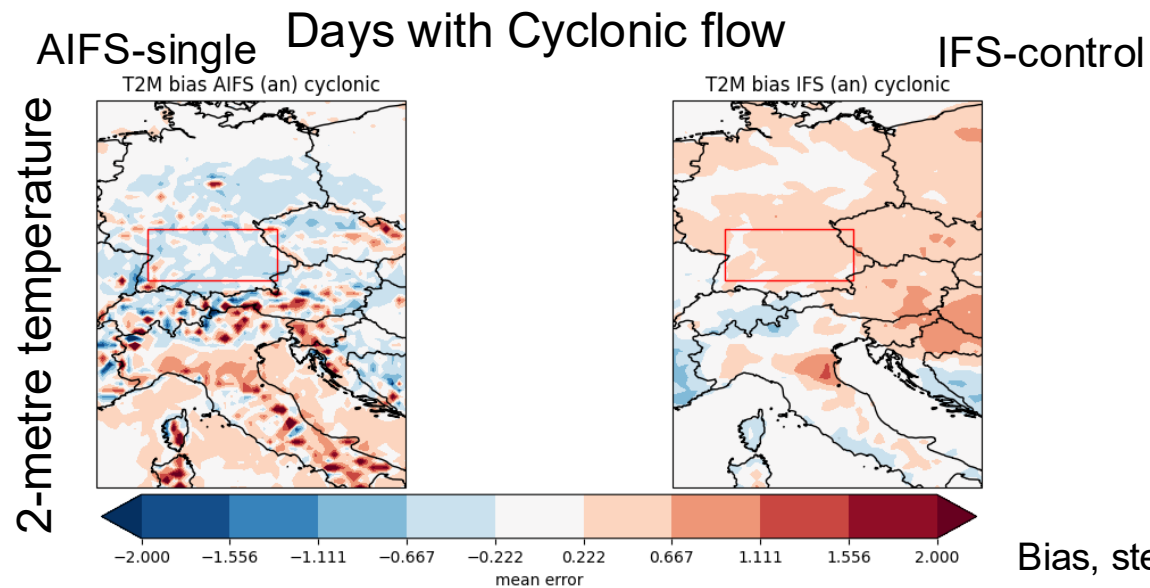 Days with Cyclonic flow
AIFS-single
IFS-control
T2M bias AIFS (an) cyclonic
T2M bias IFS (an) cyclonic
2-metre temperature
−2.000 −1.556 −1.111 −0.667 −0.222 0.222 0.667 1.111 1.556 2.000
mean error
Bias,